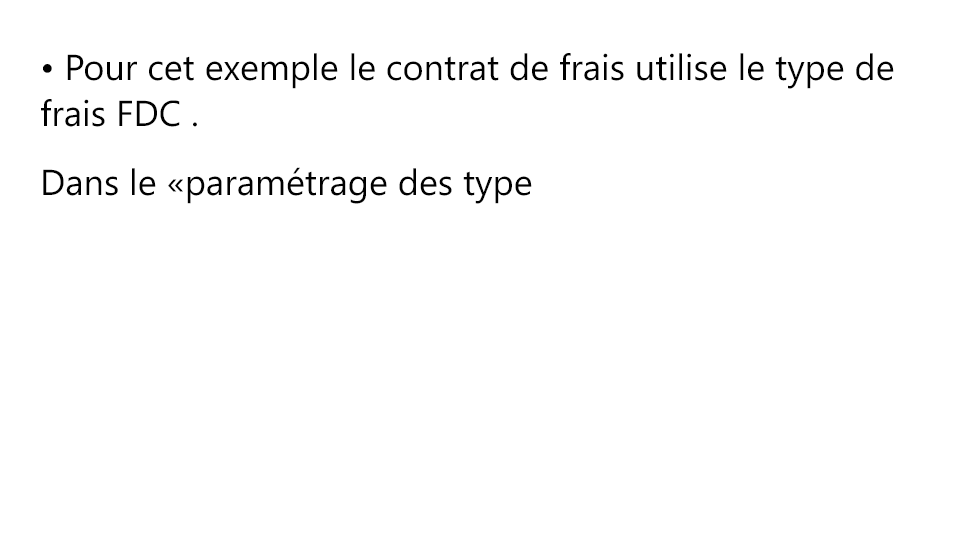 • Pour cet exemple le contrat de frais utilise le type de
frais FDC .
Dans le «paramétrage des type